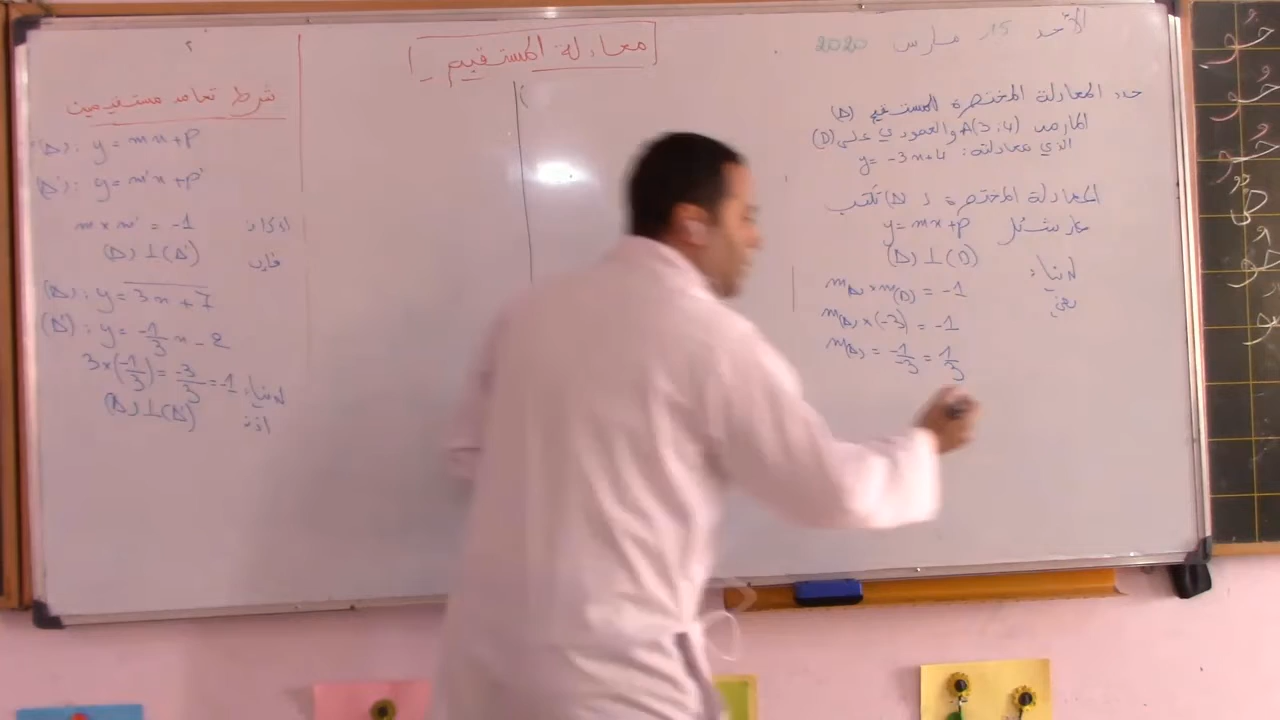 الأحد 15 مارس 2020
معادلة المستقيم
حدد المعادلة المختصرة للمستقيم (Δ)
المار من A(3;4) والعمودي على (D)
الذي معادلته: y = -3x+4
المعادلة المختصرة ل (Δ) تكتب
على شكل y = mx+p
لدينا: (Δ) ⊥ (D)
يعني m(Δ) × m(D) = -1
m(Δ) × (-3) = -1
m(Δ) = -1/-3 = 1/3
شرط تعامد مستقيمين
(Δ): y = mx+p
(Δ'): y = m'x+p'
إذا كان m×m' = -1
فإن (Δ) ⊥ (Δ')
(Δ): y = 3x+7
(Δ'): y = -1/3 x - 2
لدينا: 3×(-1/3) = -3/3 = -1
إذن (Δ) ⊥ (Δ')